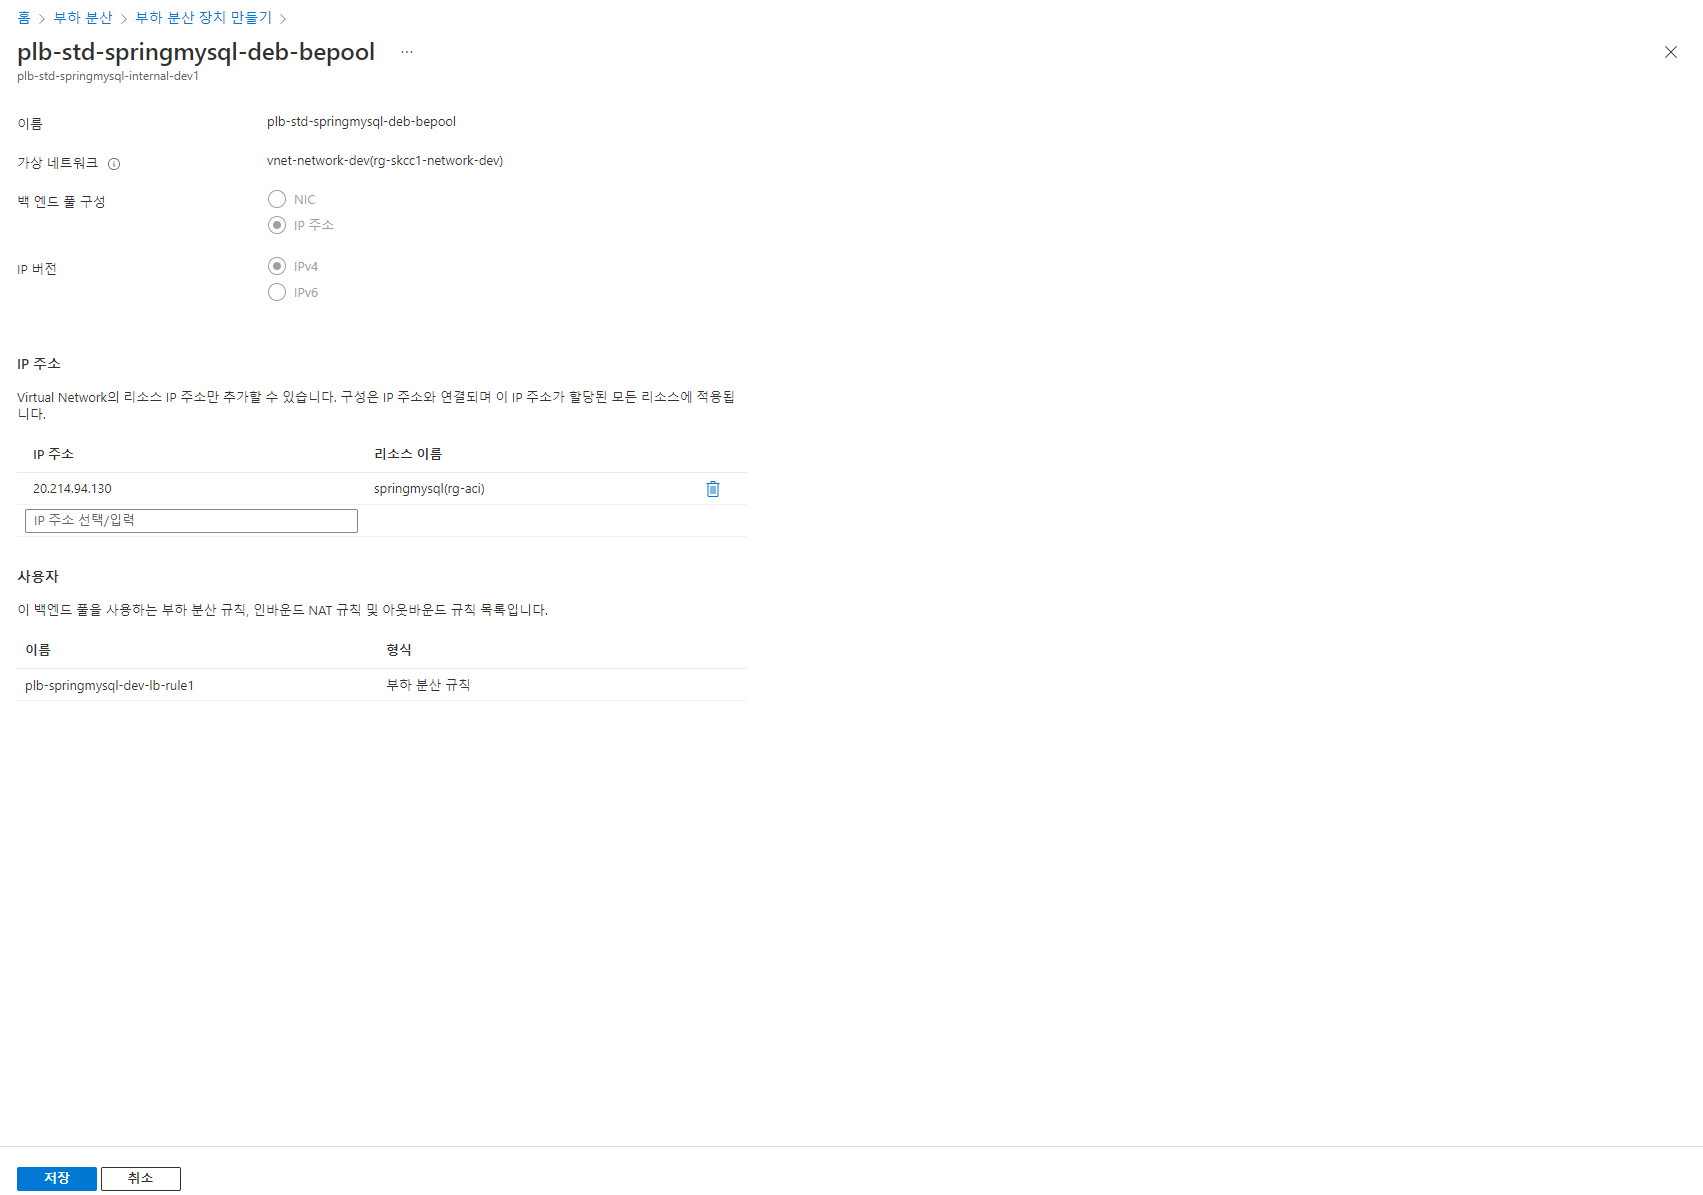 홈 > 부하 분산 > 부하 분산 장치 만들기 >
plb-std-springmysql-deb-bepool ...
plb-std-springmysql-internal-dev1
이름 plb-std-springmysql-deb-bepool
가상 네트워크 vnet-network-dev(rg-skcc1-network-dev)
백 엔드 풀 구성 NIC
IP 주소
IP 버전 IPv4
IPv6
IP 주소
Virtual Network의 리소스 IP 주소만 추가할 수 있습니다. 구성은 IP 주소와 연결되며 이 IP 주소가 할당된 모든 리소스에 적용됩
니다.
IP 주소 리소스 이름
20.214.94.130 springmysql(rg-aci)
IP 주소 선택/입력
사용자
이 백엔드 풀을 사용하는 부하 분산 규칙, 인바운드 NAT 규칙 및 아웃바운드 규칙 목록입니다.
이름 형식
plb-springmysql-dev-lb-rule1 부하 분산 규칙
저장 취소